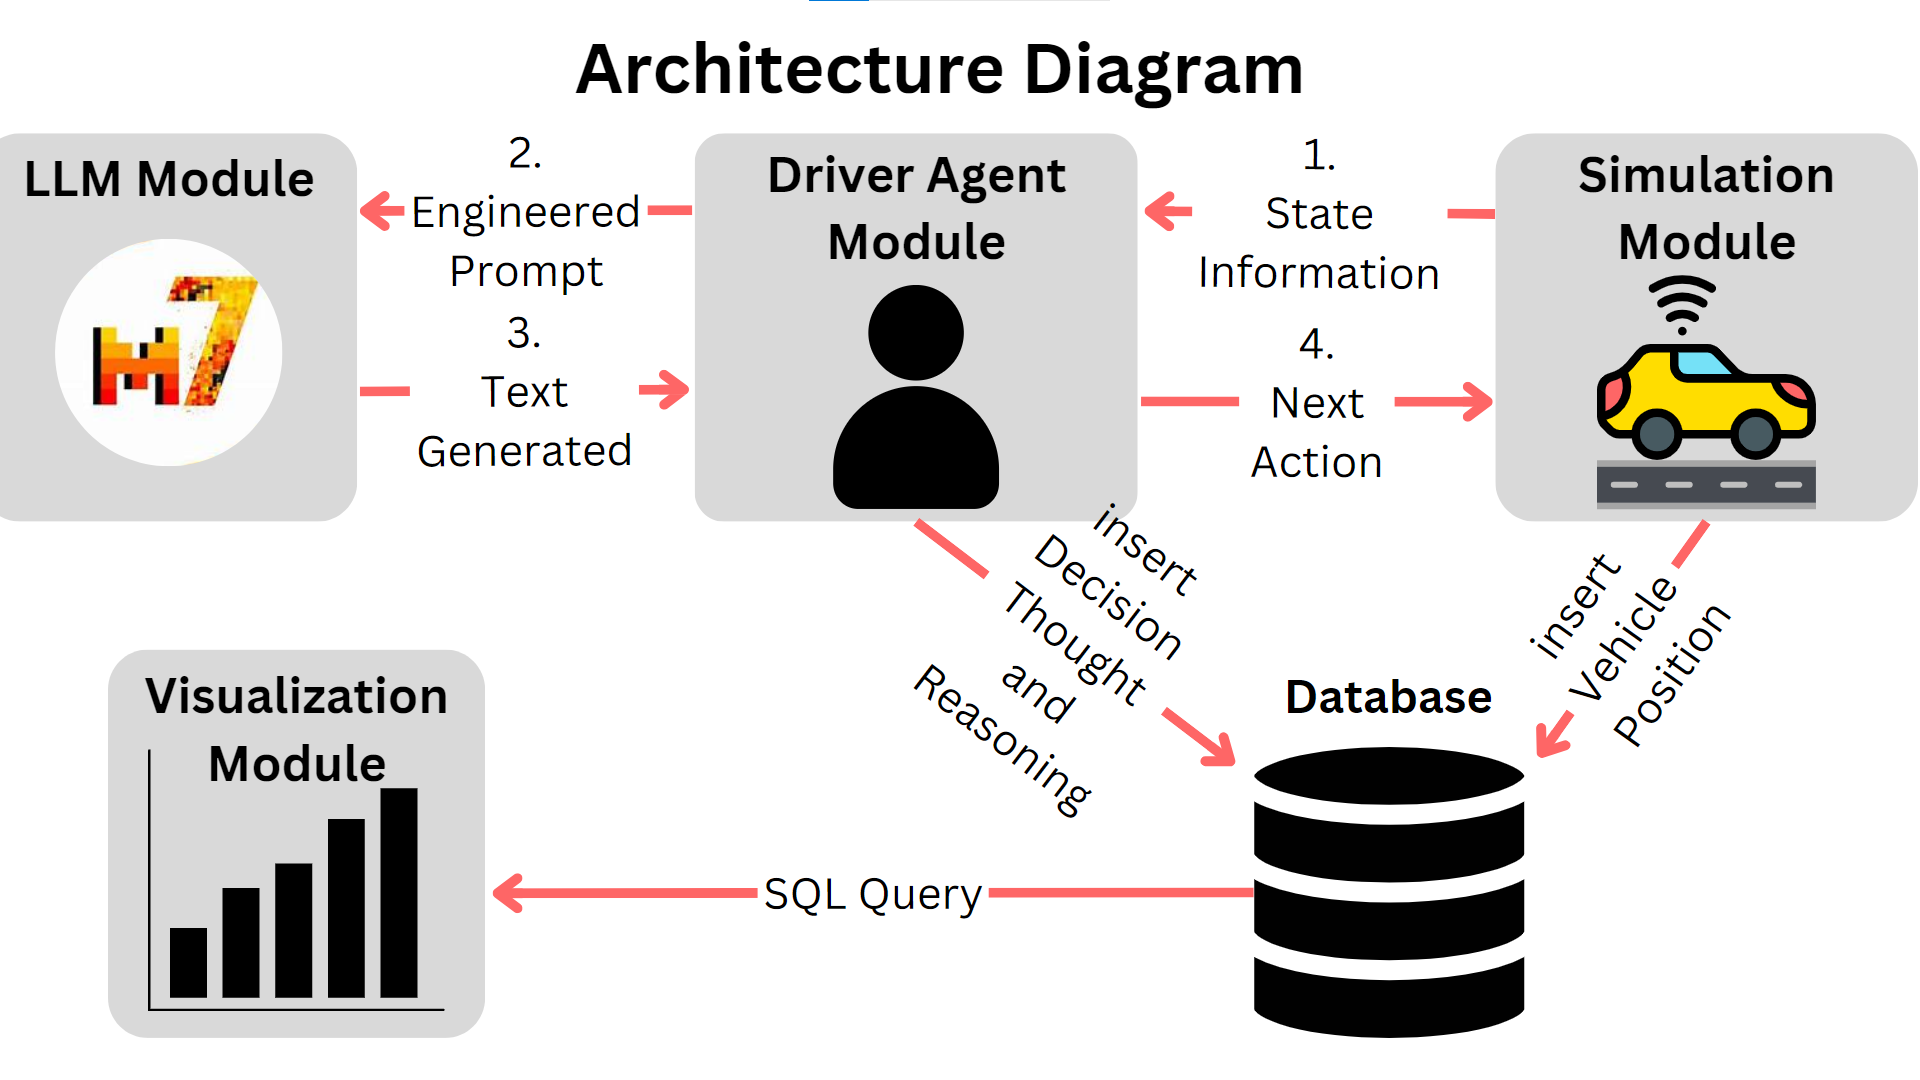 Architecture Diagram
LLM Module
2.
Engineered
Prompt
3.
Text
Generated
Driver Agent
Module
1.
State
Information
4.
Next
Action
Simulation
Module
M7
insert
Decision
Thought
and
Reasoning
insert
Vehicle
Position
Database
Visualization
Module
SQL Query